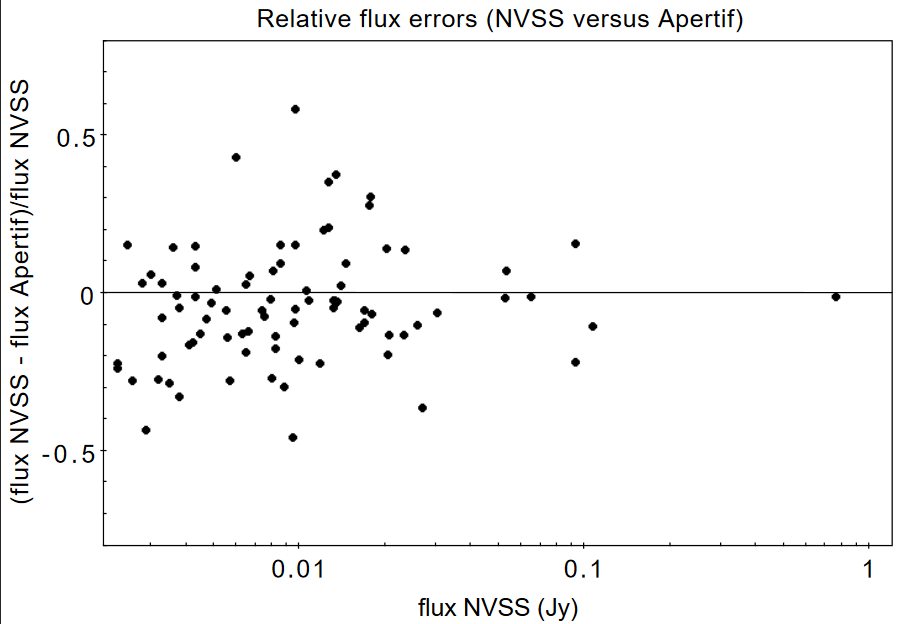 Relative flux errors (NVSS versus Apertif)
(flux NVSS - flux Apertif)/flux NVSS
0.5
0
-0.5
0.01 0.1 1
flux NVSS (Jy)